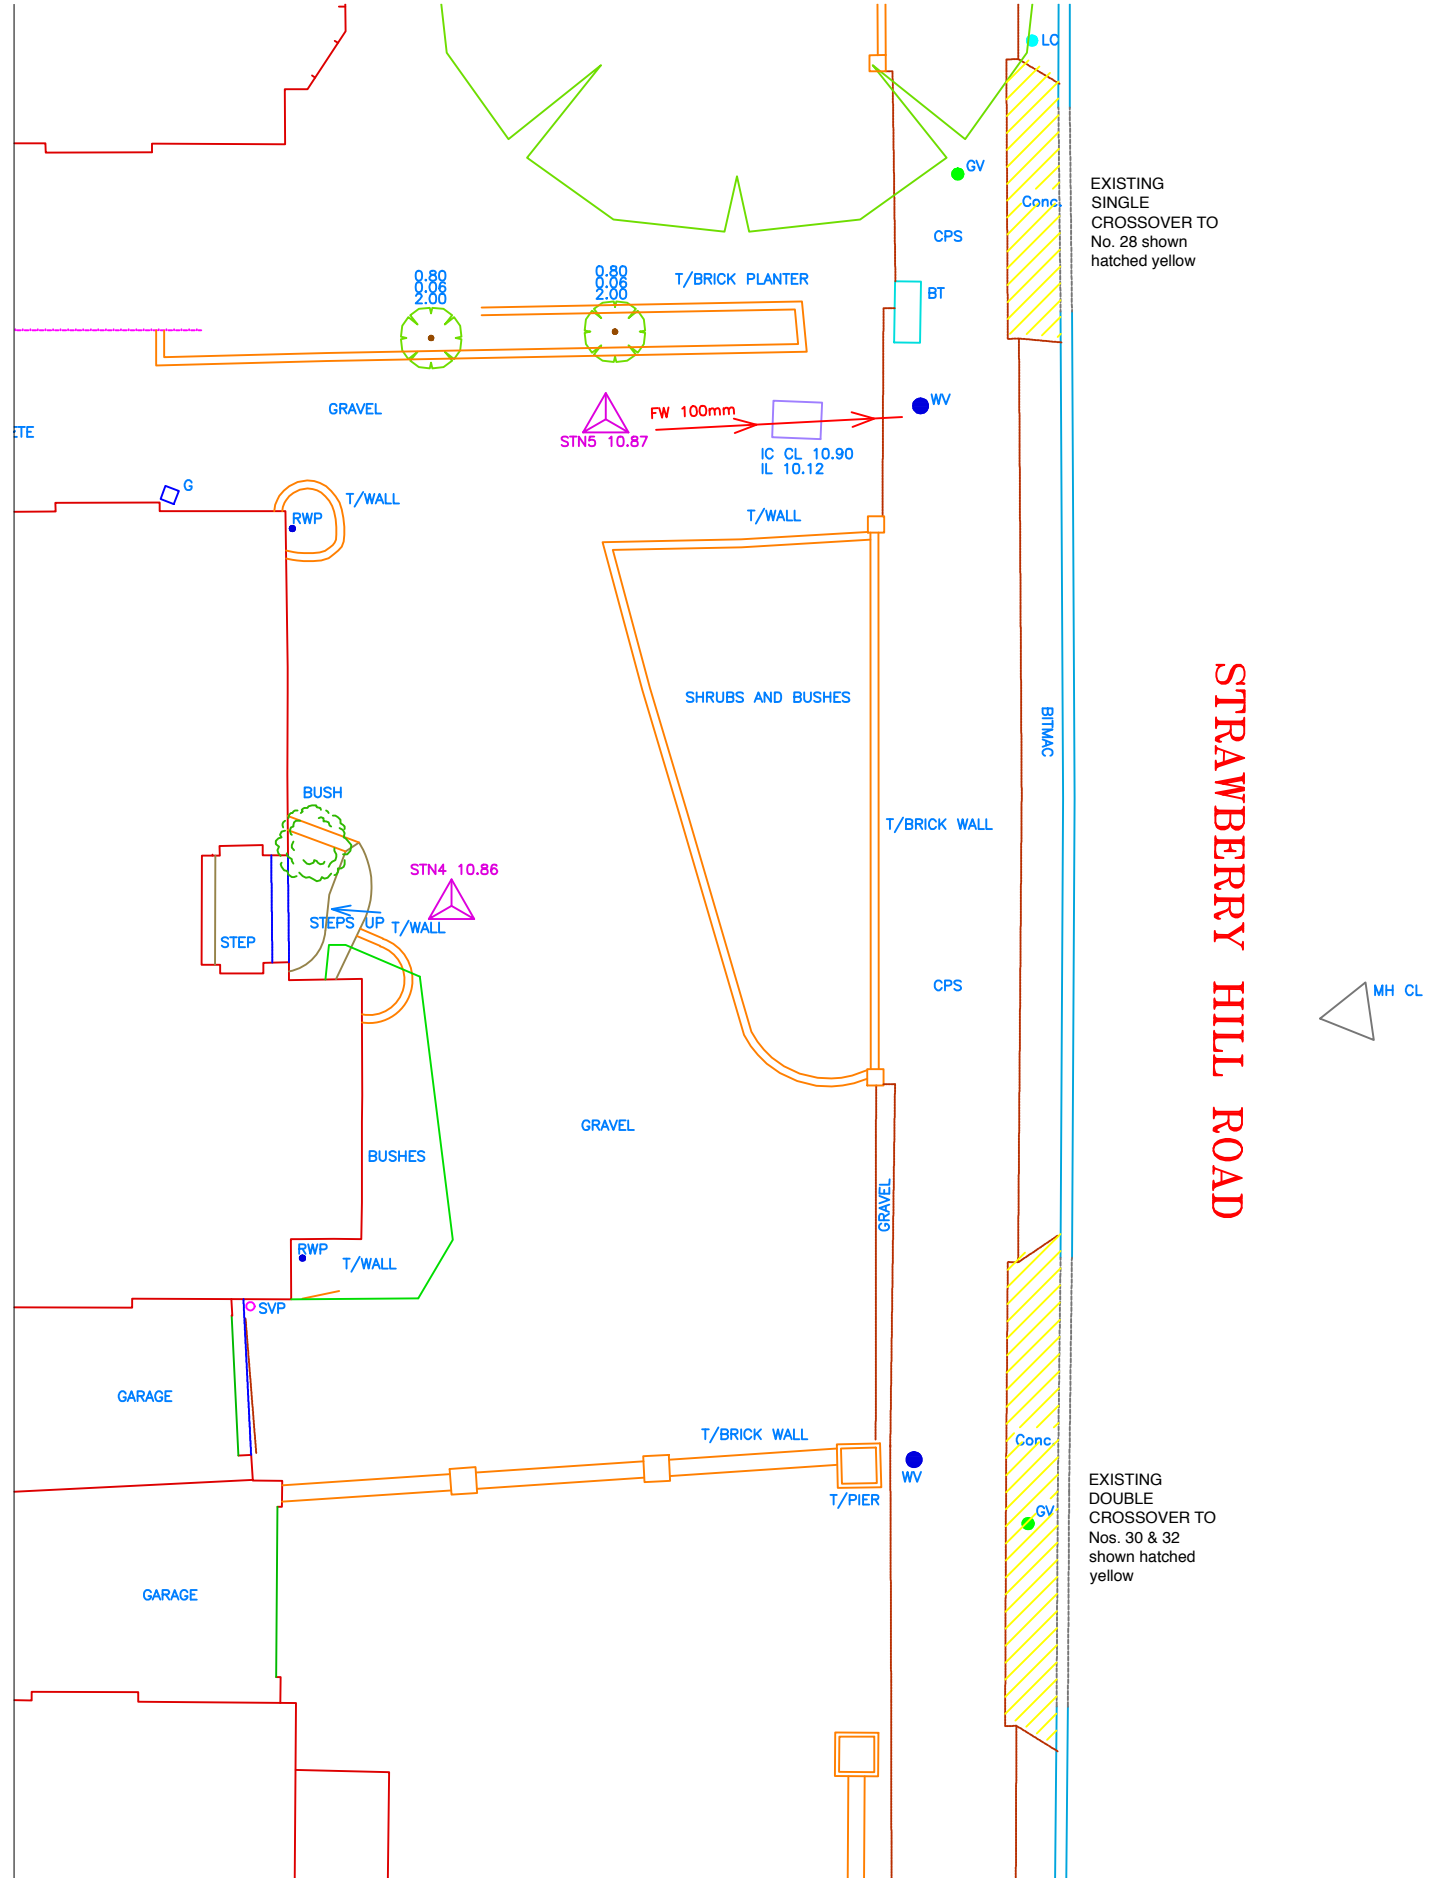 LC
GV
EXISTING
SINGLE
CROSSOVER TO
No. 28 shown
hatched yellow
Conc.
CPS
0.80
0.06
2.00
0.80
0.06
2.00
T/BRICK PLANTER
BT
GRAVEL
FW 100mm
WV
ETE
STN5 10.87
IC CL 10.90
IL 10.12
G
T/WALL
RWP
T/WALL
SHRUBS AND BUSHES
BITMAC
STRAWBERRY HILL ROAD
BUSH
T/BRICK WALL
STN4 10.86
STEPS UP
T/WALL
STEP
CPS
MH CL
GRAVEL
BUSHES
GRAVEL
RWP
T/WALL
SVP
GARAGE
T/BRICK WALL
Conc
WV
T/PIER
GV
EXISTING
DOUBLE
CROSSOVER TO
Nos. 30 & 32
shown hatched
yellow
GARAGE